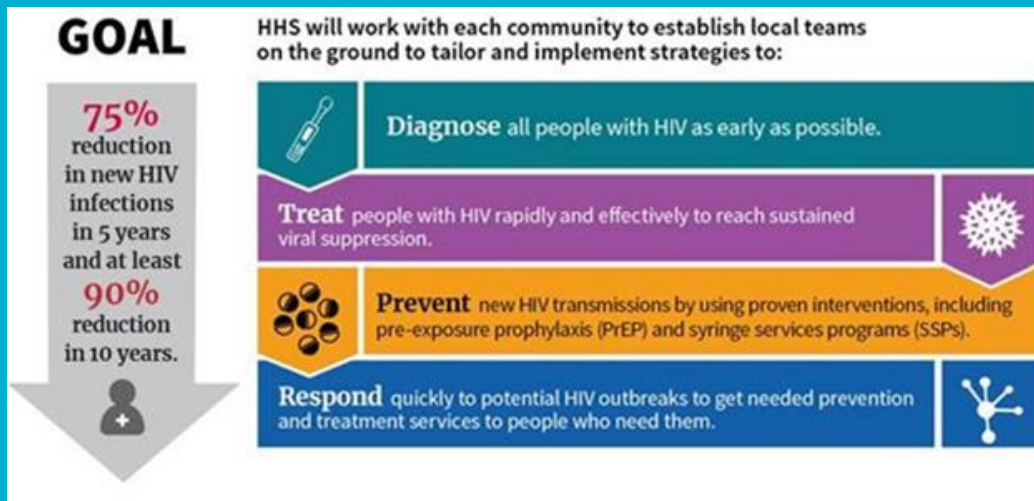 GOAL
75%
reduction
in new HIV
infections
in 5 years
and at least
90%
reduction
in 10 years.
HHS will work with each community to establish local teams
on the ground to tailor and implement strategies to:
Diagnose all people with HIV as early as possible.
Treat people with HIV rapidly and effectively to reach sustained
viral suppression.
Prevent new HIV transmissions by using proven interventions, including
pre-exposure prophylaxis (PrEP) and syringe services programs (SSPs).
Respond quickly to potential HIV outbreaks to get needed prevention
and treatment services to people who need them.